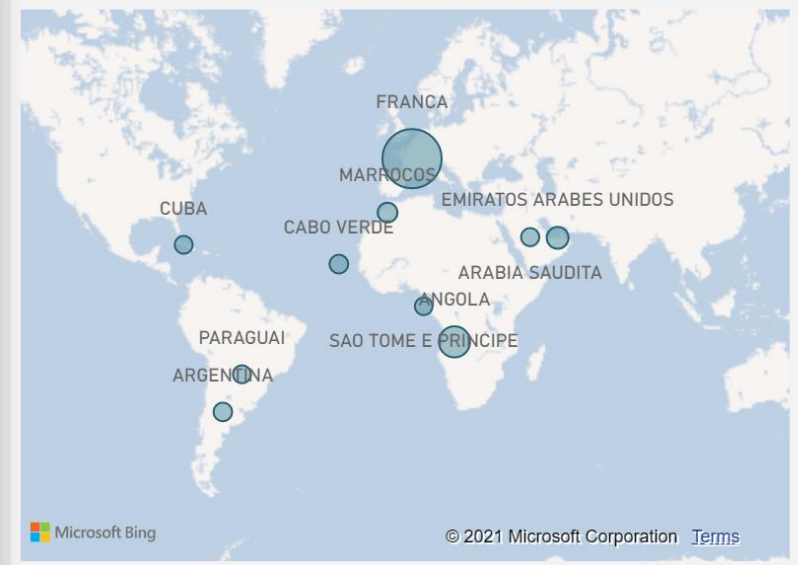 FRANCA
MARROCOS
EMIRATOS ARABES UNIDOS
CUBA
CABO VERDE
ARABIA SAUDITA
ANGOLA
PARAGUAI
SAO TOME E PRINCIPE
ARGENTINA
Microsoft Bing
© 2021 Microsoft Corporation Terms